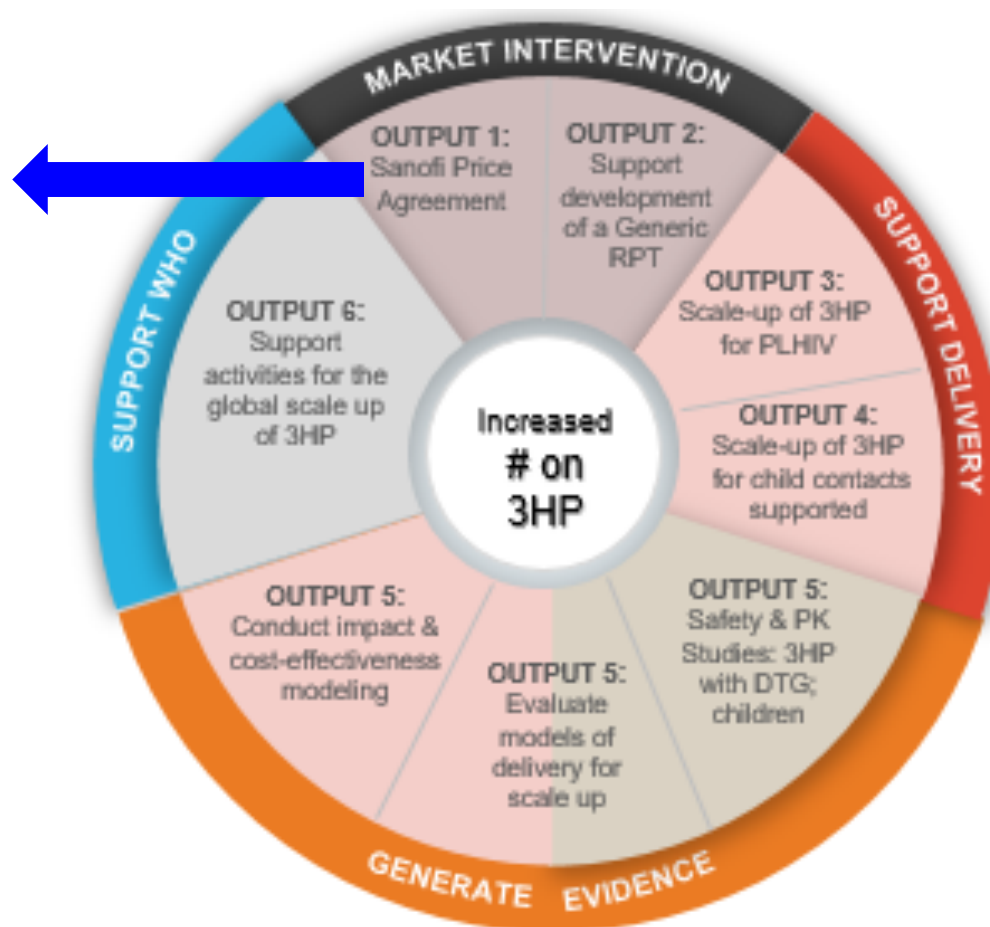 MARKET INTERVENTION
OUTPUT 1:
Sanofi Price
Agreement
OUTPUT 2:
Support
development
of a Generic
RPT
SUPPORT DELIVERY
OUTPUT 3:
Scale-up of 3HP
for PLHIV
OUTPUT 4:
Scale-up of 3HP
for child contacts
supported
OUTPUT 5:
Safety & PK
Studies: 3HP
with DTG;
children
OUTPUT 5:
Evaluate
models of
delivery for
scale up
OUTPUT 5:
Conduct impact &
cost-effectiveness
modeling
GENERATE EVIDENCE
SUPPORT WHO
OUTPUT 6:
Support
activities for the
global scale up
of 3HP
Increased
# on
3HP